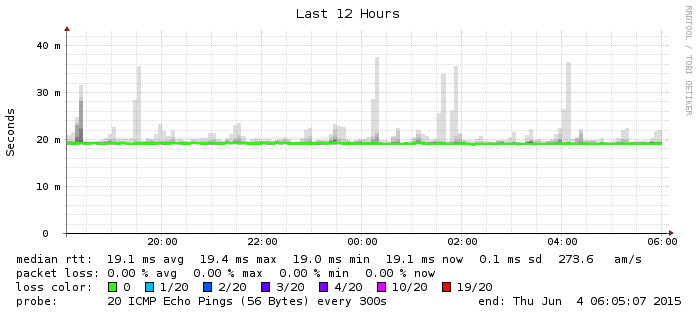 Last 12 Hours
RRDTOOL / TOBI OETIKER
Seconds
40 m
30 m
20 m
10 m
0
20:00 22:00 00:00 02:00 04:00 06:00
median rtt: 19.1 ms avg 19.4 ms max 19.0 ms min 19.1 ms now 0.1 ms sd 273.6 am/s
packet loss: 0.00 % avg 0.00 % max 0.00 % min 0.00 % now
loss color: 0 1/20 2/20 3/20 4/20 10/20 19/20
probe: 20 ICMP Echo Pings (56 Bytes) every 300s end: Thu Jun 4 06:05:07 2015